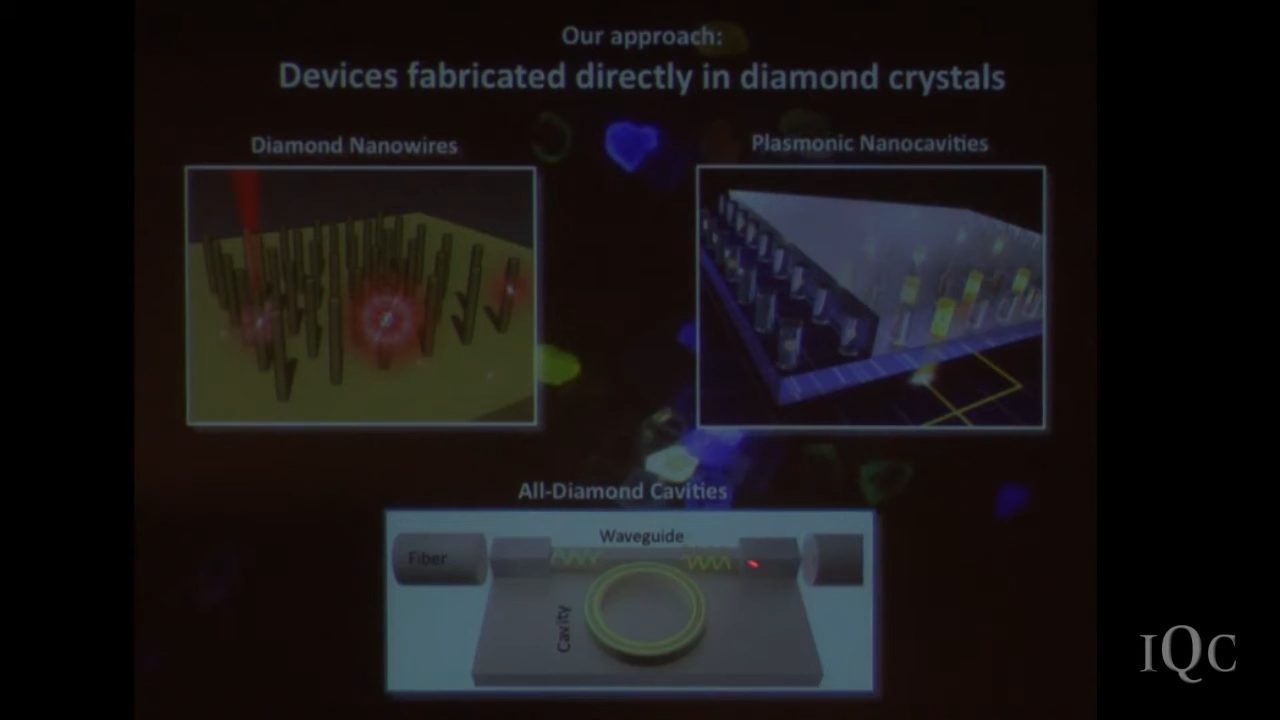 Our approach:
Devices fabricated directly in diamond crystals
Diamond Nanowires
Plasmonic Nanocavities
All-Diamond Cavities
Waveguide
Fiber
Cavity
IQC